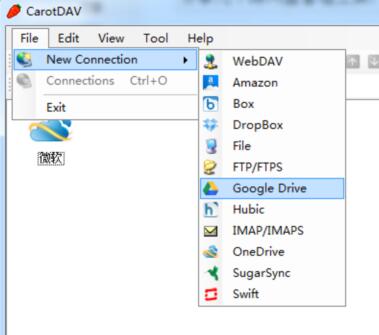 CarotDAV
File Edit View Tool Help
New Connection
Connections Ctrl+O
Exit
WebDAV
Amazon
Box
DropBox
File
FTP/FTPS
Google Drive
Hubic
IMAP/IMAPS
OneDrive
SugarSync
Swift
微软